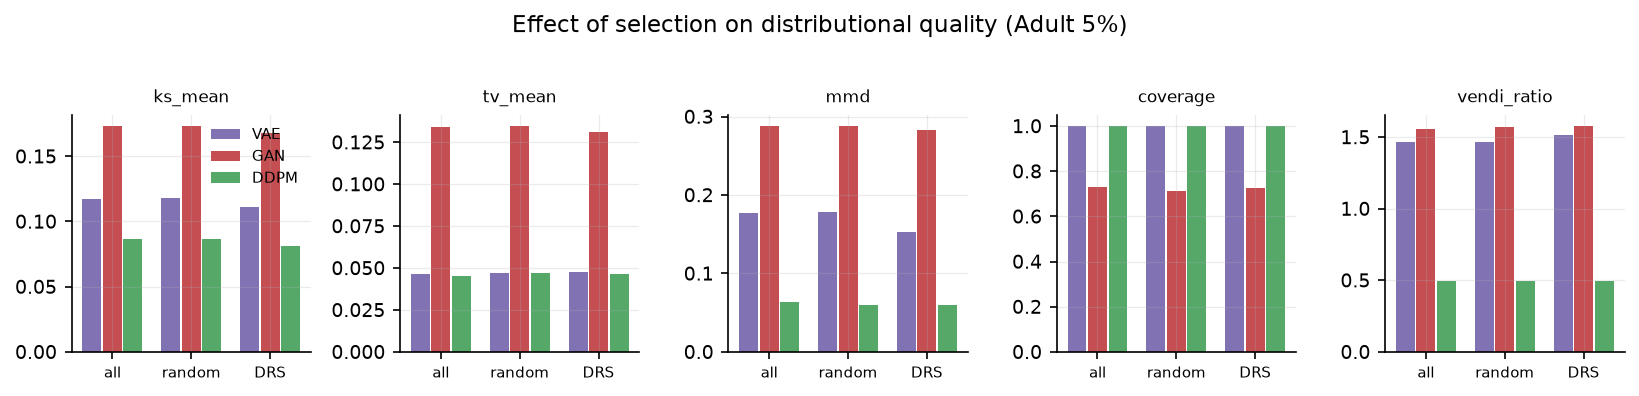 Effect of selection on distributional quality (Adult 5%)
ks_mean
0.15
0.10
0.05
0.00
all random DRS
VAE
GAN
DDPM
tv_mean
0.125
0.100
0.075
0.050
0.025
0.000
all random DRS
mmd
0.3
0.2
0.1
0.0
all random DRS
coverage
1.0
0.8
0.6
0.4
0.2
0.0
all random DRS
vendi_ratio
1.5
1.0
0.5
0.0
all random DRS